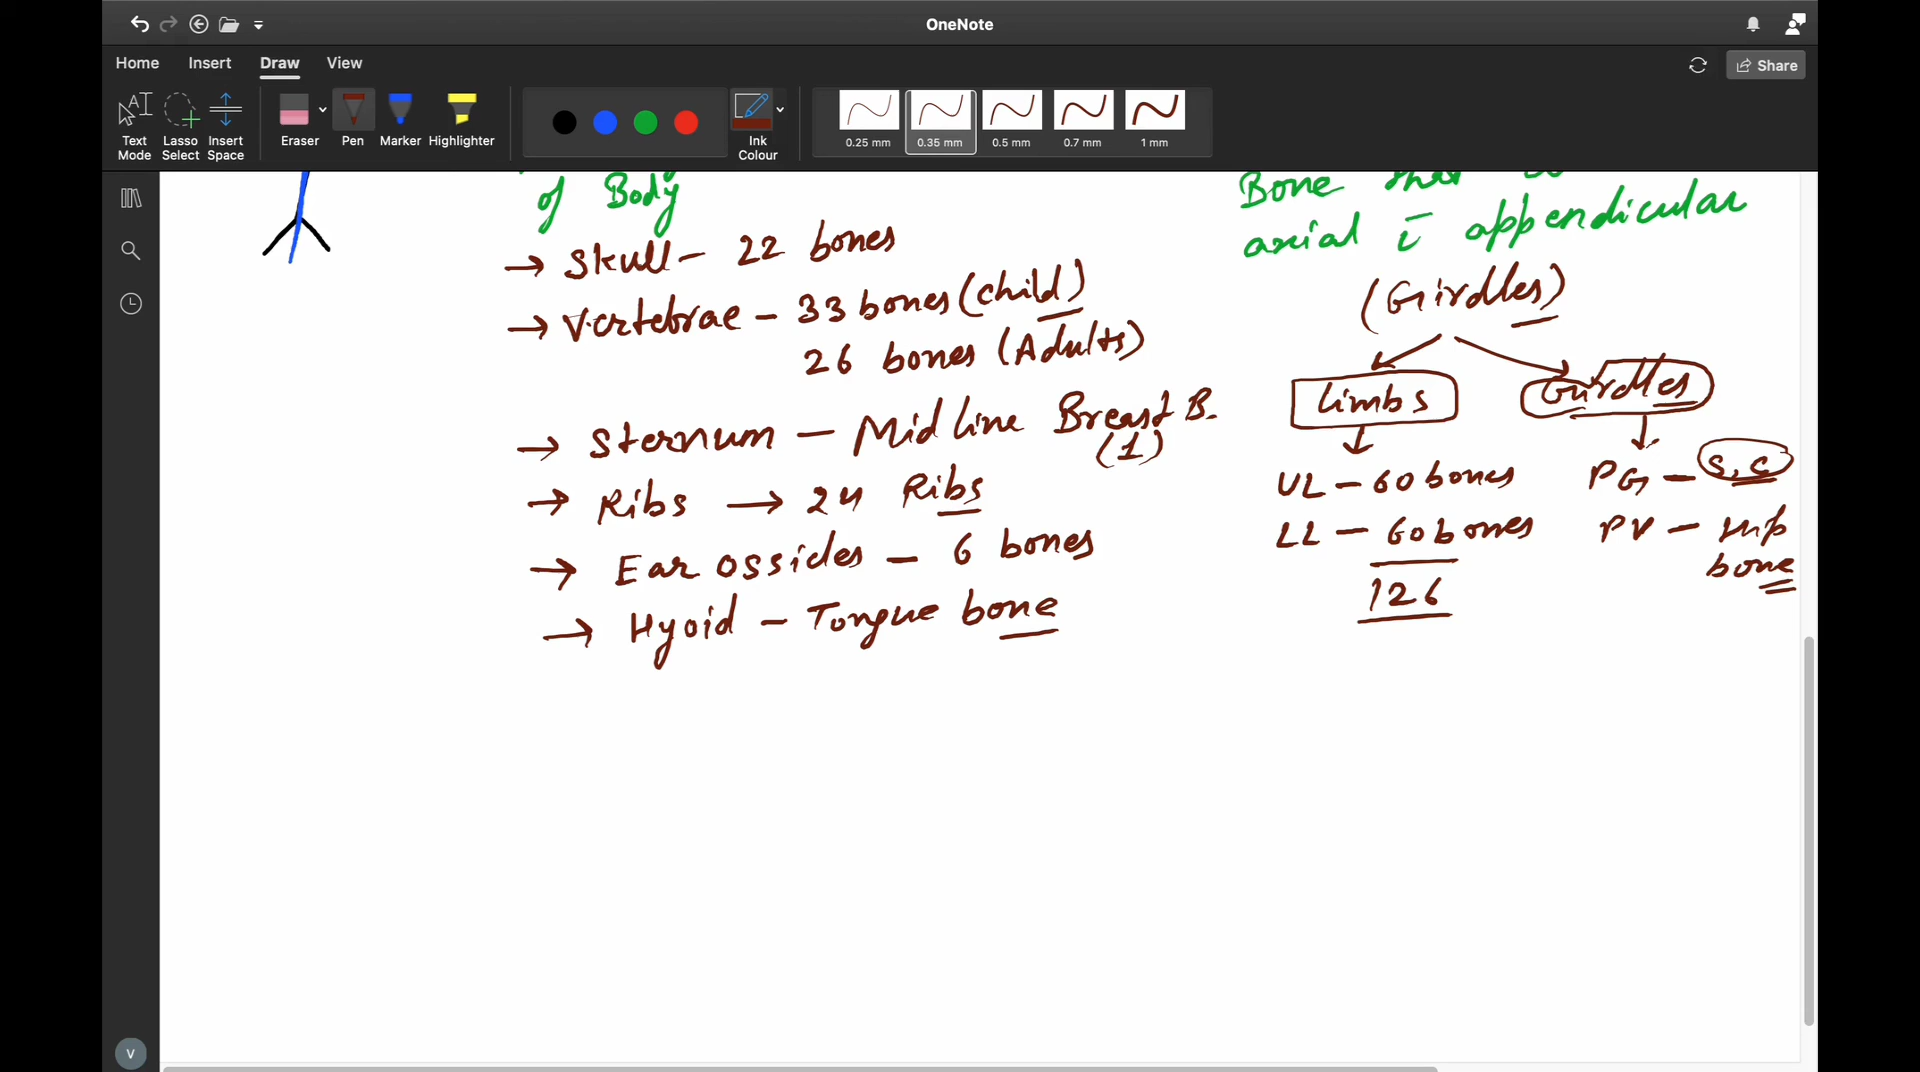 OneNote
Home Insert Draw View
Share
Text Mode
Lasso Select
Insert Space
Eraser
Pen
Marker
Highlighter
Ink Colour
0.25 mm
0.35 mm
0.5 mm
0.7 mm
1 mm
of Body
→ Skull - 22 bones
→ Vertebrae - 33 bones (child)
26 bones (Adults)
→ Sternum - Mid line Breast B.
(1)
→ Ribs → 24 Ribs
→ Ear ossicles - 6 bones
→ Hyoid - Tongue bone
Bone that
axial c̄ appendicular
(Girdles)
Limbs
Girdles
UL - 60 bones
LL - 60 bones
126
PG - S, C
PV - Hip
bone
V